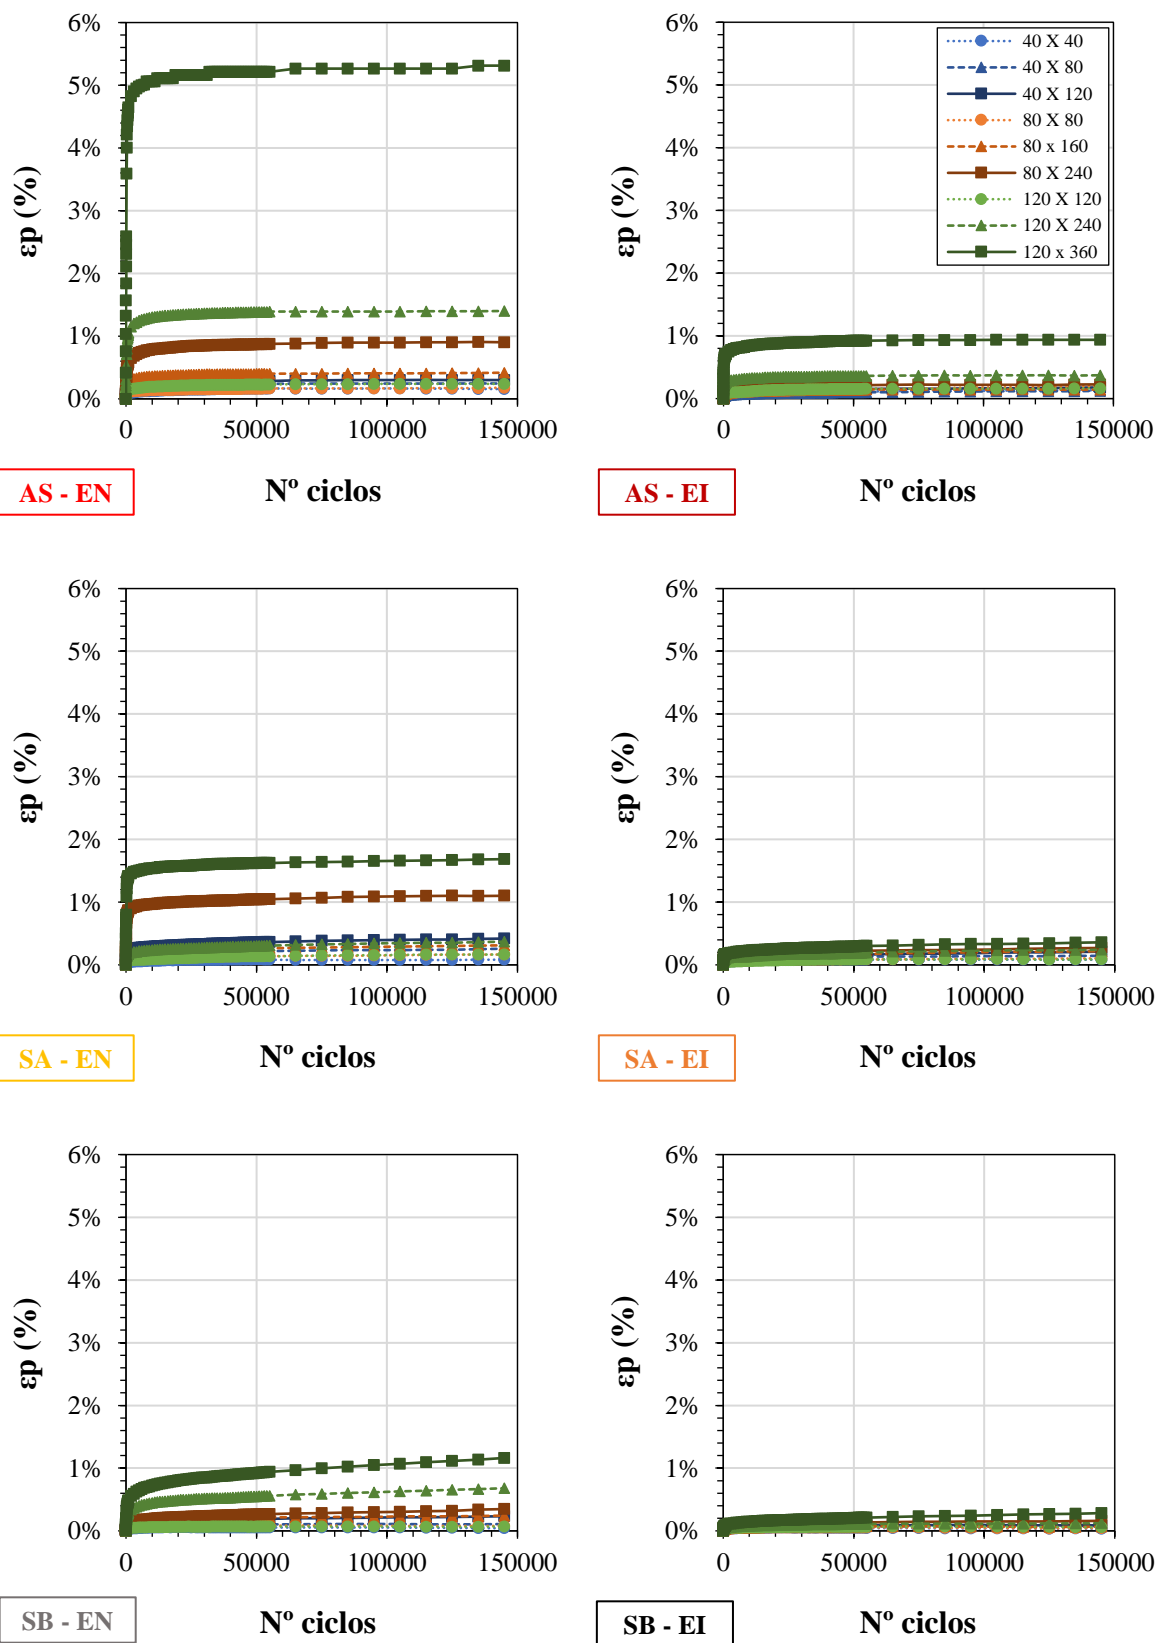 6%
5%
4%
3%
2%
1%
0%
εp (%)
0
50000
100000
150000
Nº ciclos
AS - EN
6%
5%
4%
3%
2%
1%
0%
εp (%)
0
50000
100000
150000
Nº ciclos
AS - EI
40 X 40
40 X 80
40 X 120
80 X 80
80 x 160
80 X 240
120 X 120
120 X 240
120 x 360
6%
5%
4%
3%
2%
1%
0%
εp (%)
0
50000
100000
150000
Nº ciclos
SA - EN
6%
5%
4%
3%
2%
1%
0%
εp (%)
0
50000
100000
150000
Nº ciclos
SA - EI
6%
5%
4%
3%
2%
1%
0%
εp (%)
0
50000
100000
150000
Nº ciclos
SB - EN
6%
5%
4%
3%
2%
1%
0%
εp (%)
0
50000
100000
150000
Nº ciclos
SB - EI